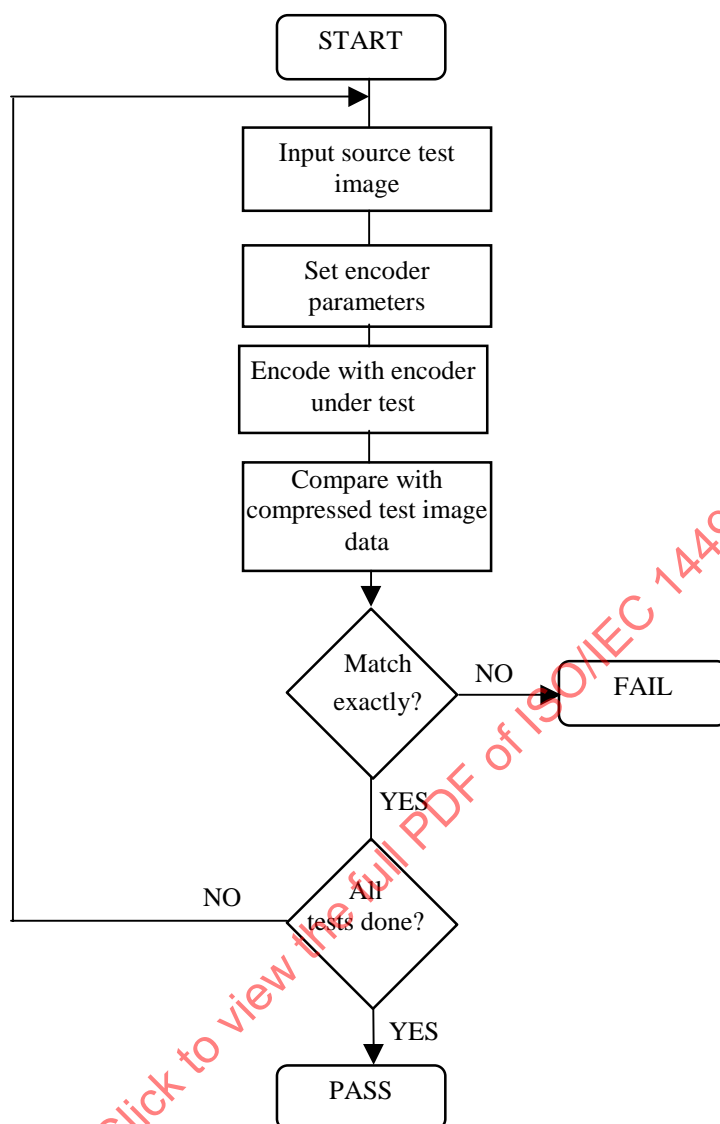 START
Input source test
image
Set encoder
parameters
Encode with encoder
under test
Compare with
compressed test image
data
Match
exactly?
NO
FAIL
YES
All
tests done?
NO
YES
PASS
Click to view the full PDF of ISO/IEC 1449